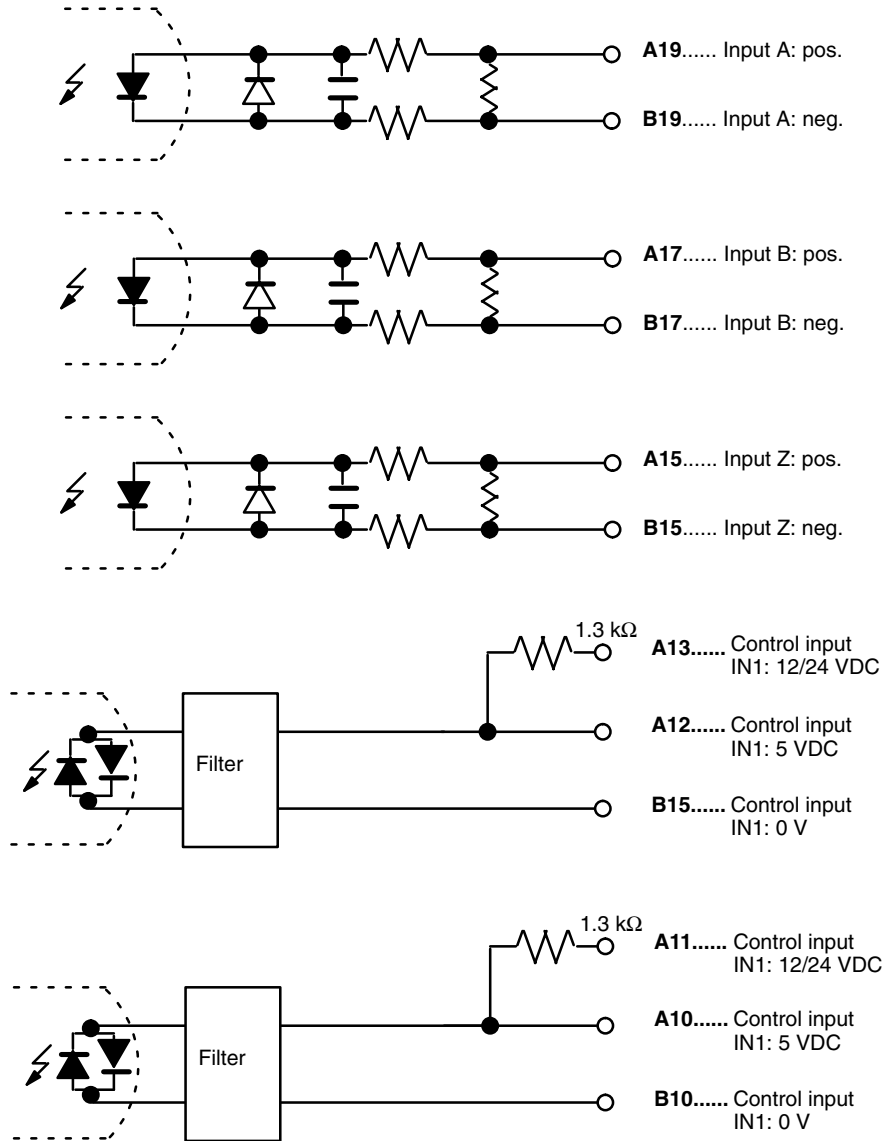 A19...... Input A: pos.
B19...... Input A: neg.
A17...... Input B: pos.
B17...... Input B: neg.
A15...... Input Z: pos.
B15...... Input Z: neg.
1.3 kΩ
A13...... Control input
IN1: 12/24 VDC
A12...... Control input
IN1: 5 VDC
Filter
B15...... Control input
IN1: 0 V
1.3 kΩ
A11...... Control input
IN1: 12/24 VDC
A10...... Control input
IN1: 5 VDC
Filter
B10...... Control input
IN1: 0 V